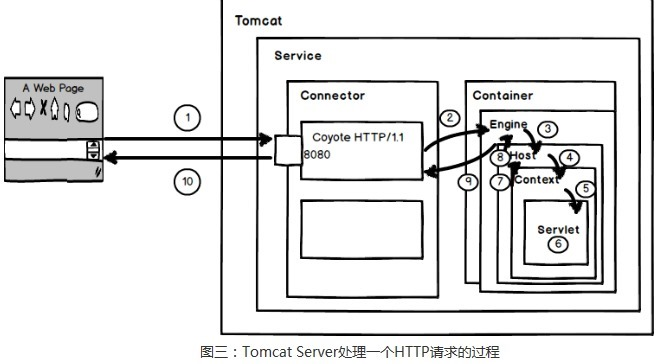 Tomcat
Service
A Web Page
Connector
Container
1
Coyote HTTP/1.1
8080
2
Engine
3
8
Host
4
10
9
7
Context
5
Servlet
6
图三：Tomcat Server处理一个HTTP请求的过程